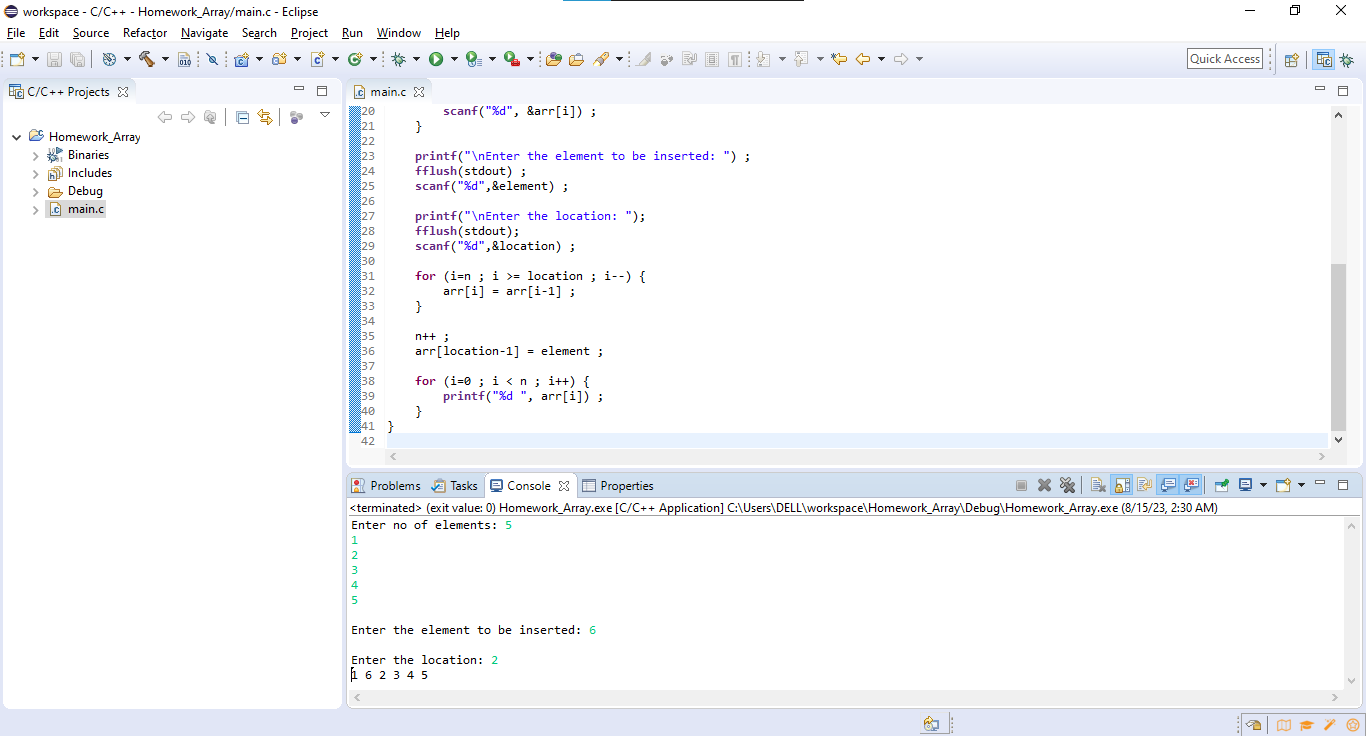 workspace - C/C++ - Homework_Array/main.c - Eclipse
File Edit Source Refactor Navigate Search Project Run Window Help
Quick Access
C/C++ Projects
Homework_Array
Binaries
Includes
Debug
main.c
main.c
20         scanf("%d", &arr[i]) ;
21     }
22
23     printf("\nEnter the element to be inserted: ") ;
24     fflush(stdout) ;
25     scanf("%d",&element) ;
26
27     printf("\nEnter the location: ");
28     fflush(stdout);
29     scanf("%d",&location) ;
30
31     for (i=n ; i >= location ; i--) {
32         arr[i] = arr[i-1] ;
33     }
34
35     n++ ;
36     arr[location-1] = element ;
37
38     for (i=0 ; i < n ; i++) {
39         printf("%d ", arr[i]) ;
40     }
41 }
42
Problems Tasks Console Properties
<terminated> (exit value: 0) Homework_Array.exe [C/C++ Application] C:\Users\DELL\workspace\Homework_Array\Debug\Homework_Array.exe (8/15/23, 2:30 AM)
Enter no of elements: 5
1
2
3
4
5
Enter the element to be inserted: 6
Enter the location: 2
1 6 2 3 4 5